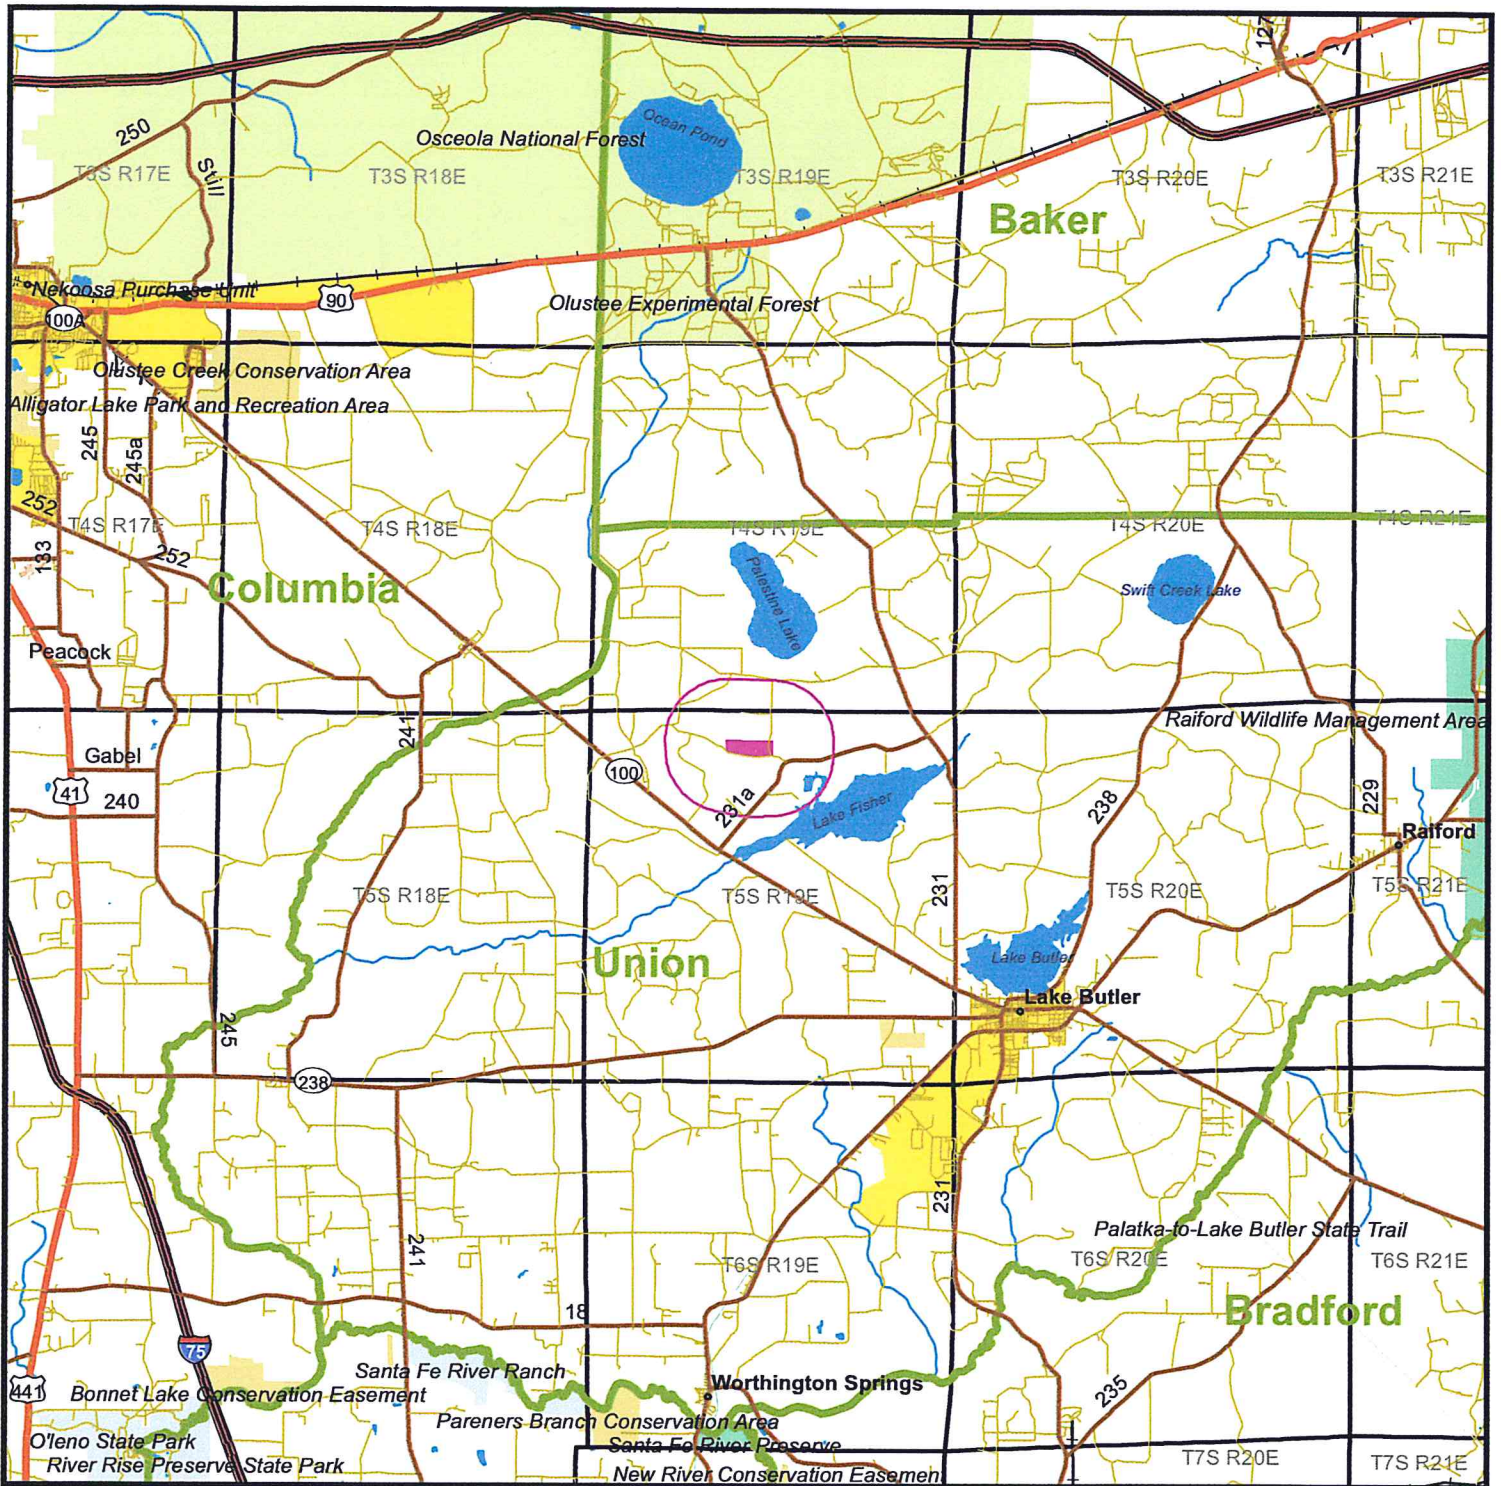 127
250
Osceola National Forest
Ocean Pond
T3S R17E
Still
T3S R18E
T3S R19E
T3S R20E
T3S R21E
Baker
Nekoosa Purchase Unit
90
Olustee Experimental Forest
100A
Olustee Creek Conservation Area
Alligator Lake Park and Recreation Area
245
245a
252
T4S R17E
T4S R18E
T4S R19E
T4S R20E
T4S R21E
133
252
Columbia
Palestine Lake
Swift Creek Lake
Peacock
241
Raiford Wildlife Management Area
Gabel
41
240
100
231a
Lake Fisher
238
229
Raiford
T5S R18E
T5S R19E
231
T5S R20E
T5S R21E
Union
Lake Butler
Lake Butler
245
238
231
Palatka-to-Lake Butler State Trail
241
T6S R19E
T6S R20E
T6S R21E
18
Bradford
75
Santa Fe River Ranch
441
Bonnet Lake Conservation Easement
Worthington Springs
235
Pareners Branch Conservation Area
O'leno State Park
Santa Fe River Preserve
River Rise Preserve State Park
New River Conservation Easement
T7S R20E
T7S R21E